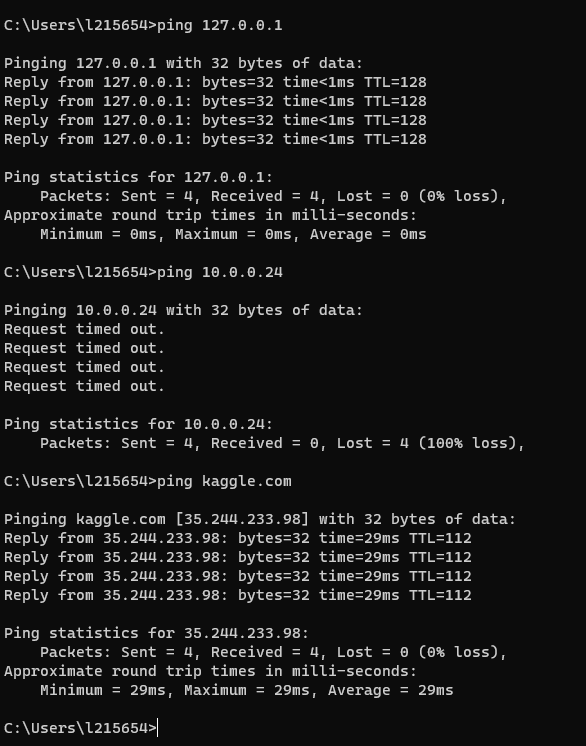 C:\Users\l215654>ping 127.0.0.1
Pinging 127.0.0.1 with 32 bytes of data:
Reply from 127.0.0.1: bytes=32 time<1ms TTL=128
Reply from 127.0.0.1: bytes=32 time<1ms TTL=128
Reply from 127.0.0.1: bytes=32 time<1ms TTL=128
Reply from 127.0.0.1: bytes=32 time<1ms TTL=128
Ping statistics for 127.0.0.1:
    Packets: Sent = 4, Received = 4, Lost = 0 (0% loss),
Approximate round trip times in milli-seconds:
    Minimum = 0ms, Maximum = 0ms, Average = 0ms
C:\Users\l215654>ping 10.0.0.24
Pinging 10.0.0.24 with 32 bytes of data:
Request timed out.
Request timed out.
Request timed out.
Request timed out.
Ping statistics for 10.0.0.24:
    Packets: Sent = 4, Received = 0, Lost = 4 (100% loss),
C:\Users\l215654>ping kaggle.com
Pinging kaggle.com [35.244.233.98] with 32 bytes of data:
Reply from 35.244.233.98: bytes=32 time=29ms TTL=112
Reply from 35.244.233.98: bytes=32 time=29ms TTL=112
Reply from 35.244.233.98: bytes=32 time=29ms TTL=112
Reply from 35.244.233.98: bytes=32 time=29ms TTL=112
Ping statistics for 35.244.233.98:
    Packets: Sent = 4, Received = 4, Lost = 0 (0% loss),
Approximate round trip times in milli-seconds:
    Minimum = 29ms, Maximum = 29ms, Average = 29ms
C:\Users\l215654>